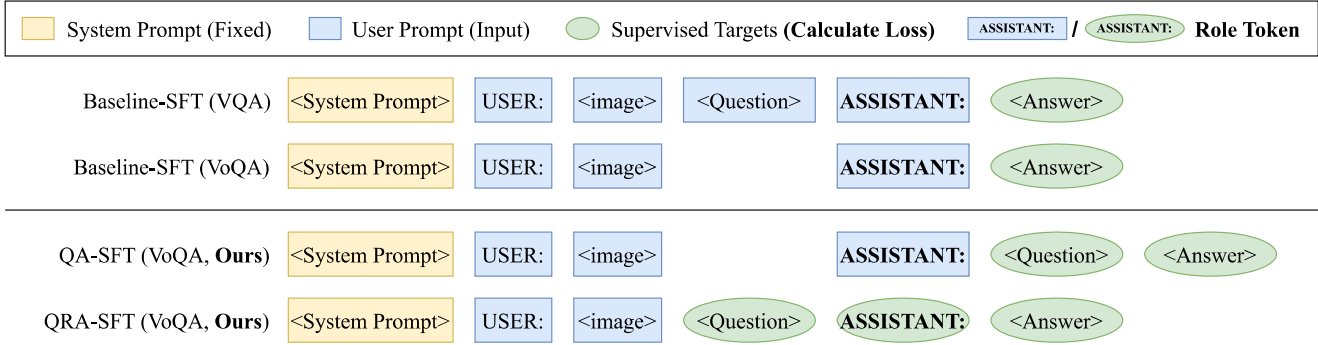 System Prompt (Fixed) User Prompt (Input) Supervised Targets (Calculate Loss) ASSISTANT: / ASSISTANT: Role Token
Baseline-SFT (VQA) <System Prompt> USER: <image> <Question> ASSISTANT: <Answer>
Baseline-SFT (VoQA) <System Prompt> USER: <image> ASSISTANT: <Answer>
QA-SFT (VoQA, Ours) <System Prompt> USER: <image> ASSISTANT: <Question> <Answer>
QRA-SFT (VoQA, Ours) <System Prompt> USER: <image> <Question> ASSISTANT: <Answer>